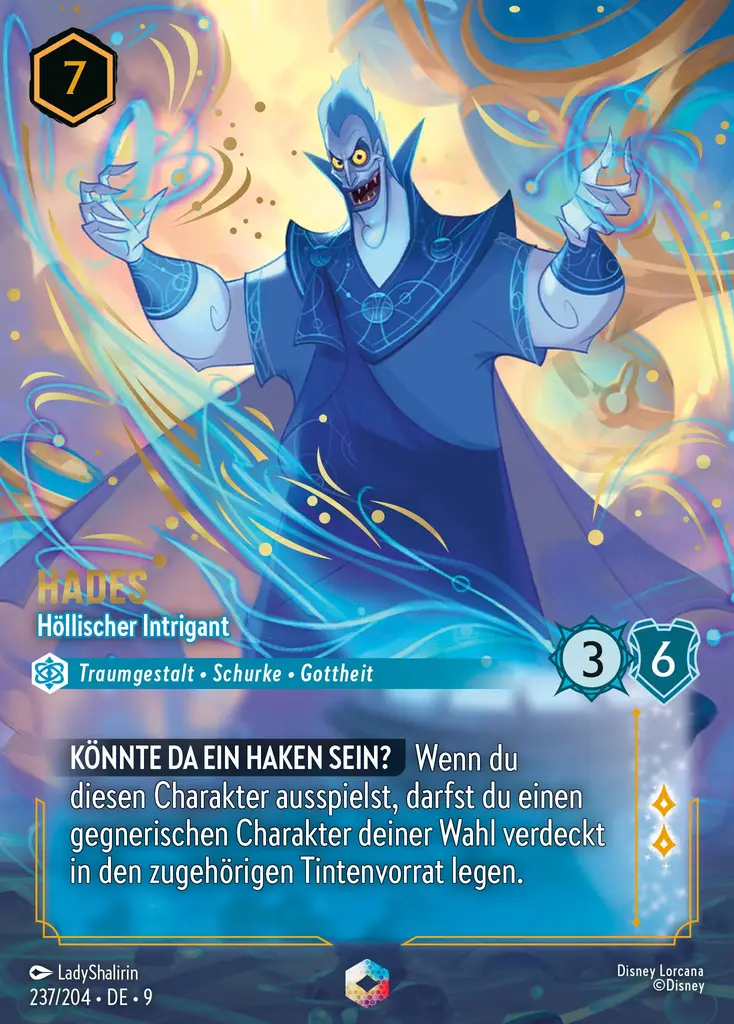 7
HADES
Höllischer Intrigant
Traumgestalt • Schurke • Gottheit
3
6
KÖNNTE DA EIN HAKEN SEIN? Wenn du
diesen Charakter ausspielst, darfst du einen
gegnerischen Charakter deiner Wahl verdeckt
in den zugehörigen Tintenvorrat legen.
LadyShalirin
237/204 • DE • 9
Disney Lorcana
©Disney